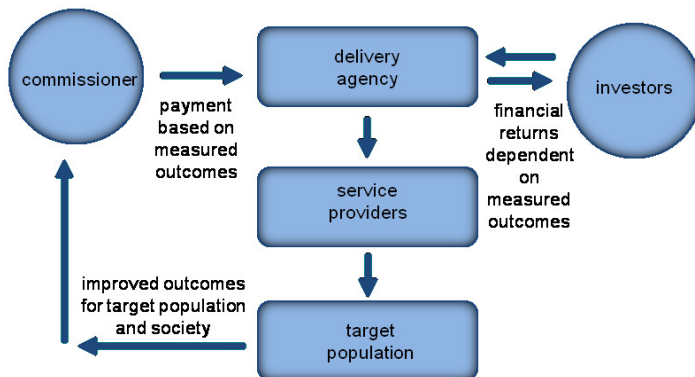 commissioner
payment
based on
measured
outcomes
delivery
agency
investors
financial
returns
dependent
on
measured
outcomes
service
providers
improved outcomes
for target population
and society
target
population